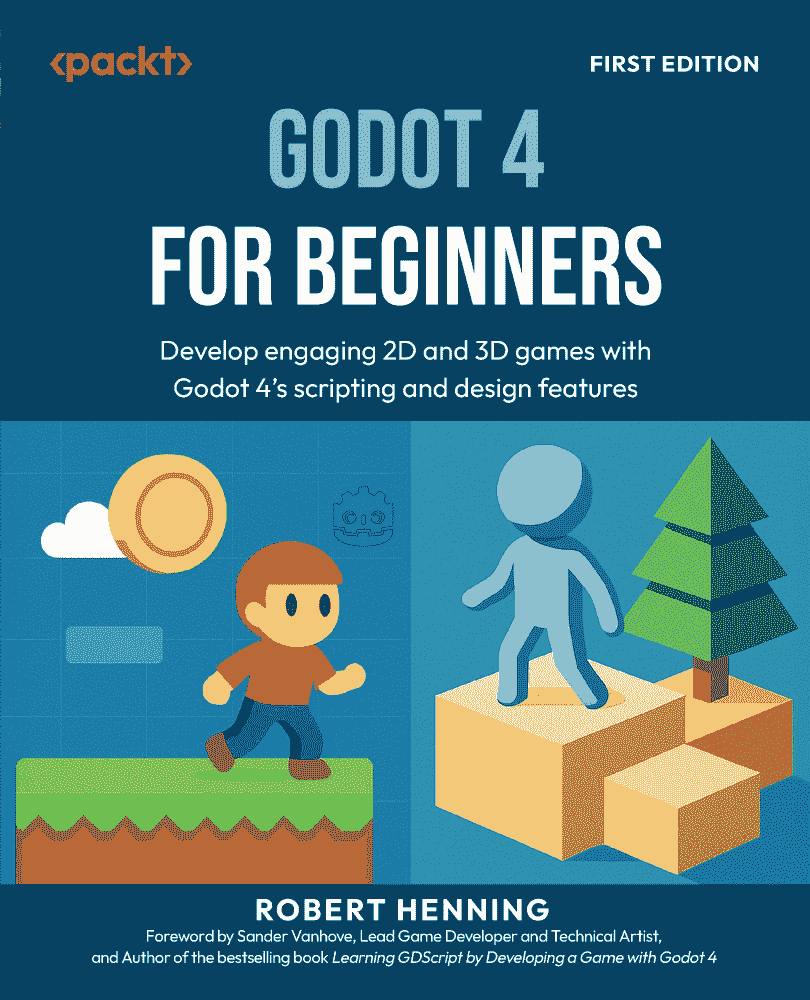 <packt>
FIRST EDITION
GODOT 4
FOR BEGINNERS
Develop engaging 2D and 3D games with
Godot 4's scripting and design features
ROBERT HENNING
Foreword by Sander Vanhove, Lead Game Developer and Technical Artist,
and Author of the bestselling book Learning GDScript by Developing a Game with Godot 4